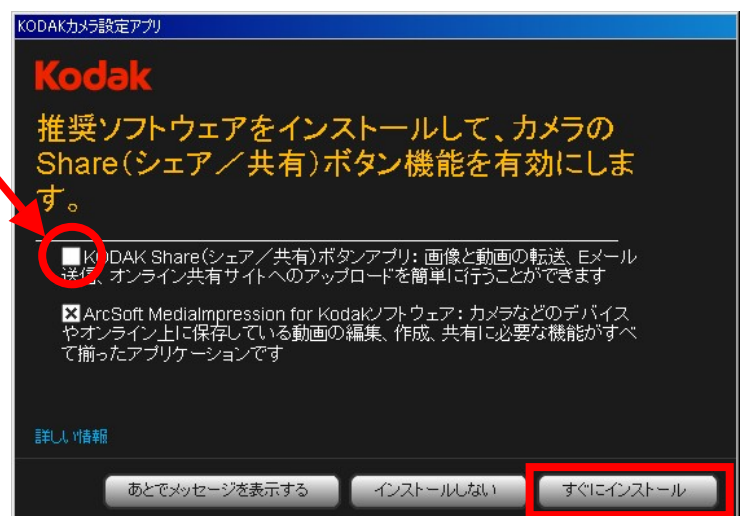 KODAKカメラ設定アプリ
Kodak
推奨ソフトウェアをインストールして、カメラの
Share(シェア／共有)ボタン機能を有効にしま
す。
KODAK Share(シェア／共有)ボタンアプリ: 画像と動画の転送、Eメール
送信、オンライン共有サイトへのアップロードを簡単に行うことができます
ArcSoft MediaImpression for Kodakソフトウェア: カメラなどのデバイス
やオンライン上に保存している動画の編集、作成、共有に必要な機能がすべ
て揃ったアプリケーションです
詳しい情報
あとでメッセージを表示する
インストールしない
すぐにインストール